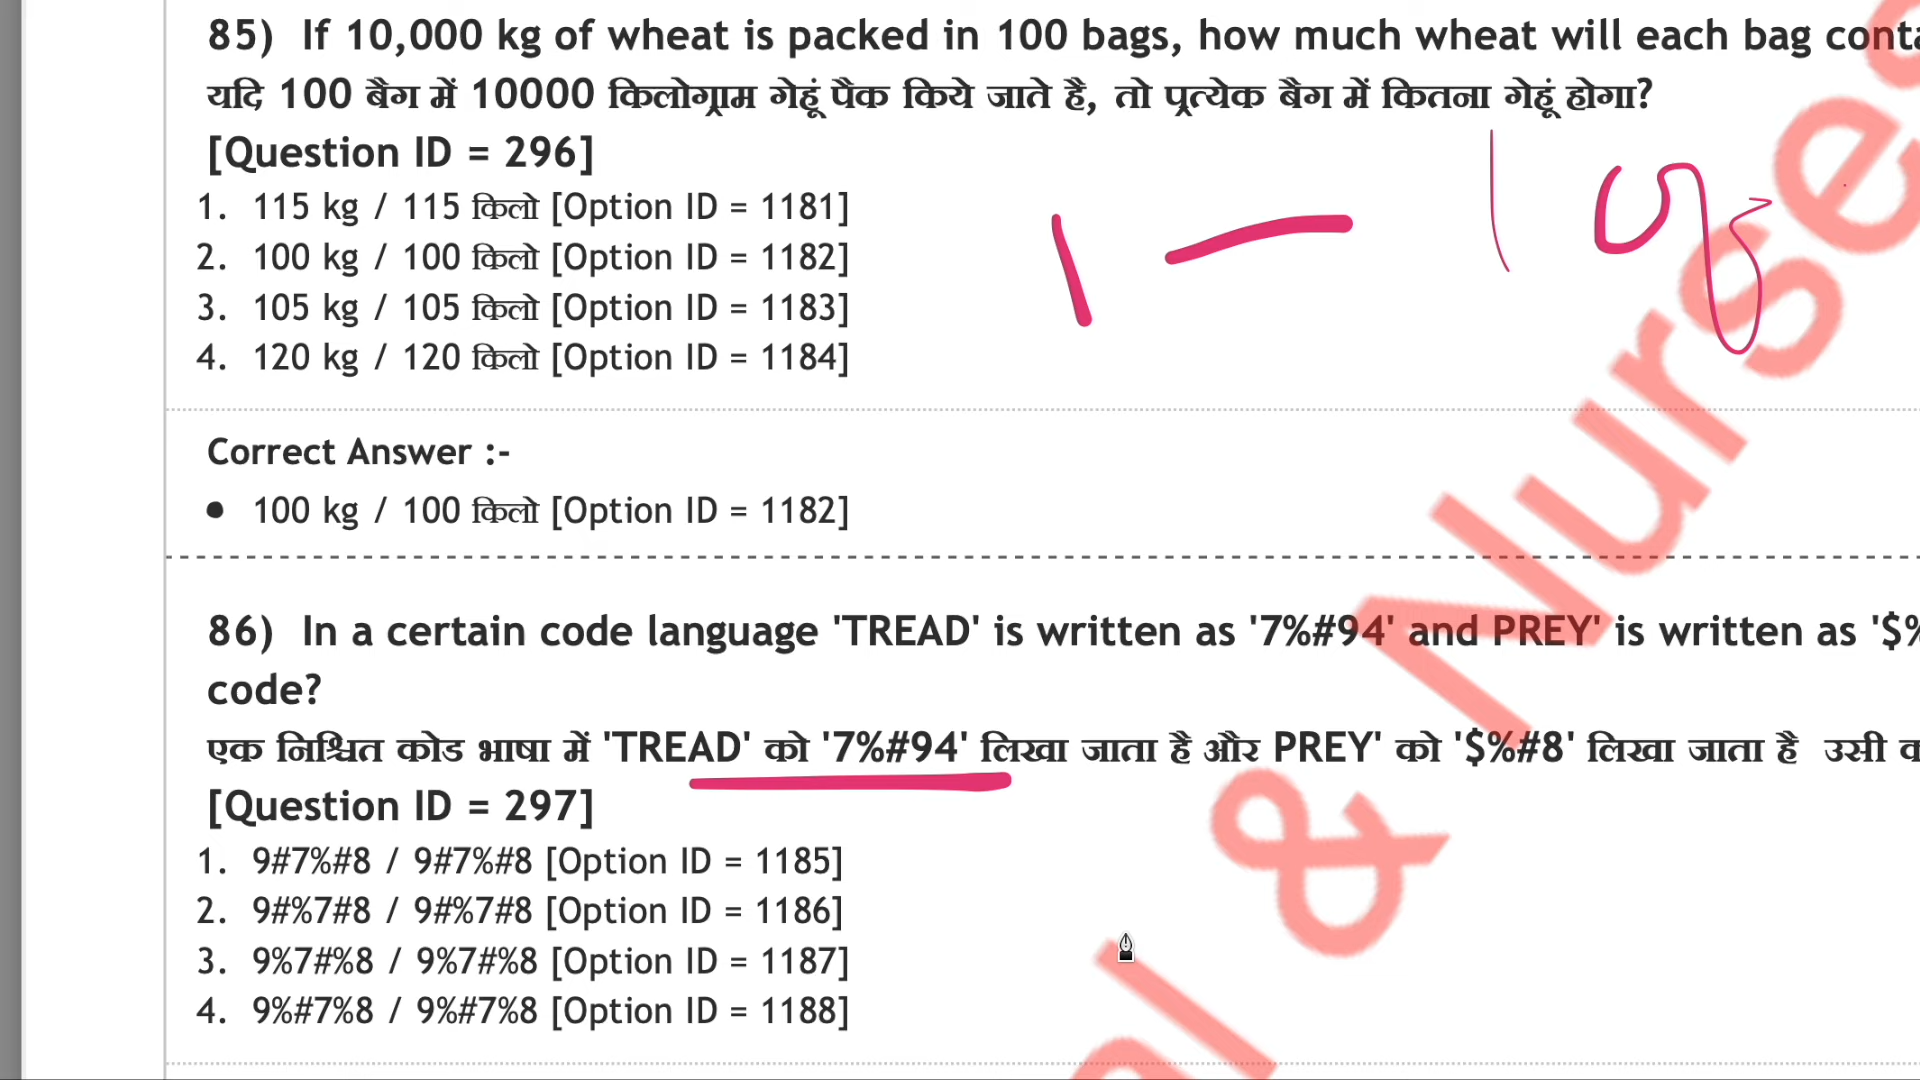 85) If 10,000 kg of wheat is packed in 100 bags, how much wheat will each bag
यदि 100 बैग में 10000 किलोग्राम गेहूं पैक किये जाते है, तो प्रत्येक बैग में कितना गेहूं होगा?
[Question ID = 296]
1. 115 kg / 115 किलो [Option ID = 1181]
2. 100 kg / 100 किलो [Option ID = 1182]
3. 105 kg / 105 किलो [Option ID = 1183]
4. 120 kg / 120 किलो [Option ID = 1184]
Correct Answer :-
• 100 kg / 100 किलो [Option ID = 1182]
86) In a certain code language 'TREAD' is written as '7%#94' and PREY' is written as '$%
code?
एक निश्चित कोड भाषा में 'TREAD' को '7%#94' लिखा जाता है और PREY' को '$%#8' लिखा जाता है उसी
[Question ID = 297]
1. 9#7%#8 / 9#7%#8 [Option ID = 1185]
2. 9#%7#8 / 9#%7#8 [Option ID = 1186]
3. 9%7#%8 / 9%7#%8 [Option ID = 1187]
4. 9%#7%8 / 9%#7%8 [Option ID = 1188]
& Nurse